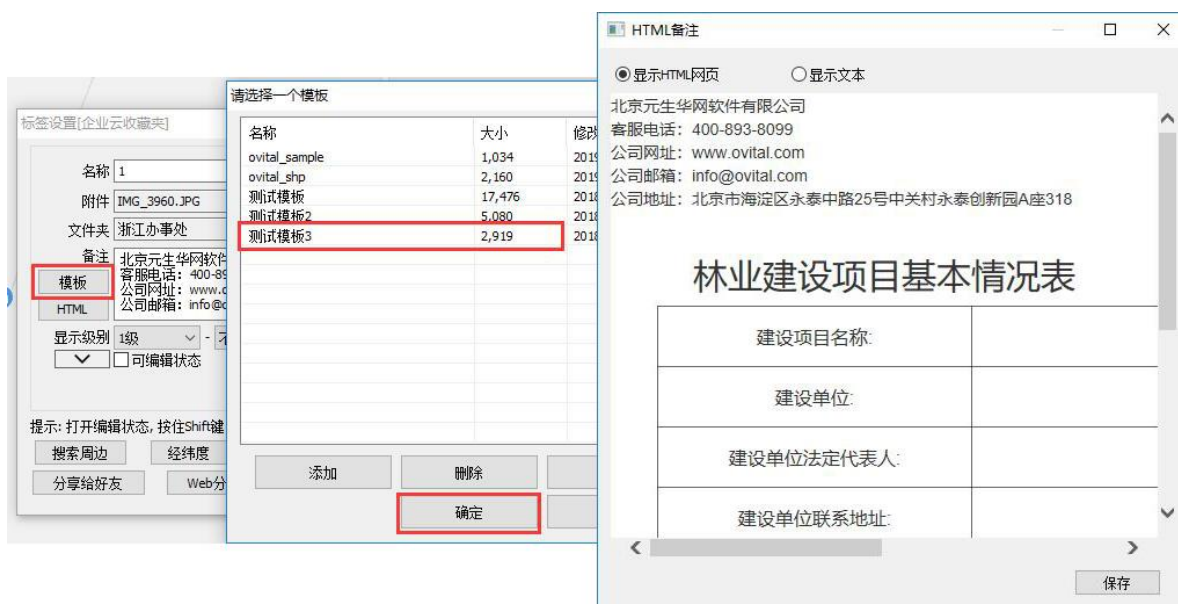 标签设置[企业云收藏夹]
名称 1
附件 IMG_3960.JPG
文件夹 浙江办事处
备注
北京元生华网软件
客服电话：400-89
公司网址：www.o
公司邮箱：info@o
模板
HTML
显示级别 1级 -
可编辑状态
提示: 打开编辑状态, 按住Shift键
搜索周边 经纬度
分享给好友 Web分
请选择一个模板
名称 大小 修改
ovital_sample 1,034 2019
ovital_shp 2,160 2019
测试模板 17,476 2018
测试模板2 5,080 2018
测试模板3 2,919 2018
添加 删除
确定
HTML备注
显示HTML网页 显示文本
北京元生华网软件有限公司
客服电话：400-893-8099
公司网址：www.ovital.com
公司邮箱：info@ovital.com
公司地址：北京市海淀区永泰中路25号中关村永泰创新园A座318
林业建设项目基本情况表
建设项目名称:
建设单位:
建设单位法定代表人:
建设单位联系地址:
保存